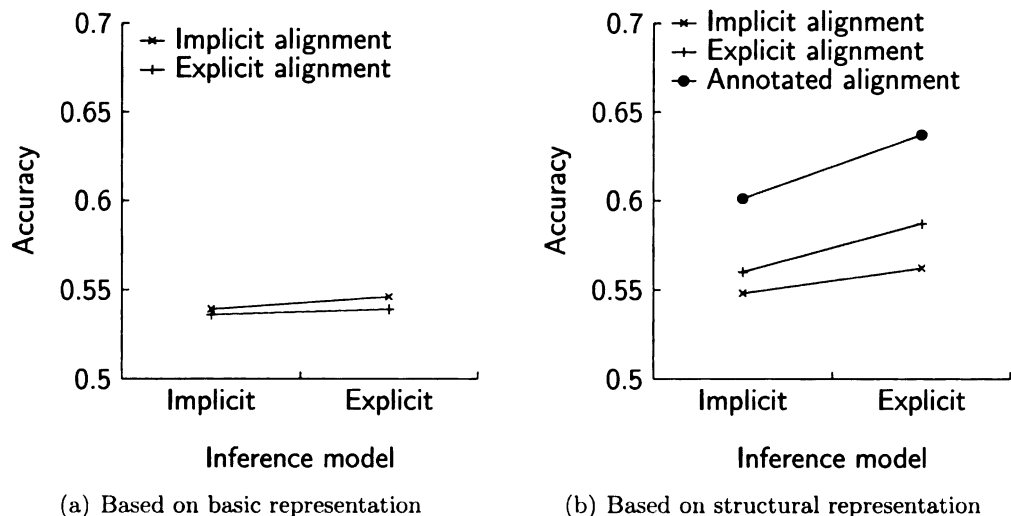 0.7
Implicit alignment
Explicit alignment
0.65
Accuracy
0.6
0.55
0.5
Implicit Explicit
Inference model
(a) Based on basic representation
0.7
Implicit alignment
Explicit alignment
Annotated alignment
0.65
Accuracy
0.6
0.55
0.5
Implicit Explicit
Inference model
(b) Based on structural representation